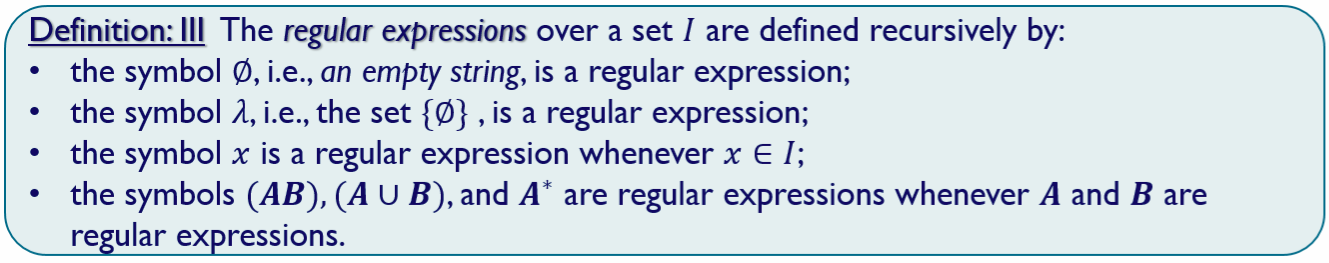 Definition: III The regular expressions over a set I are defined recursively by:
• the symbol ∅, i.e., an empty string, is a regular expression;
• the symbol λ, i.e., the set {∅} , is a regular expression;
• the symbol x is a regular expression whenever x ∈ I;
• the symbols (AB), (A ∪ B), and A* are regular expressions whenever A and B are
regular expressions.